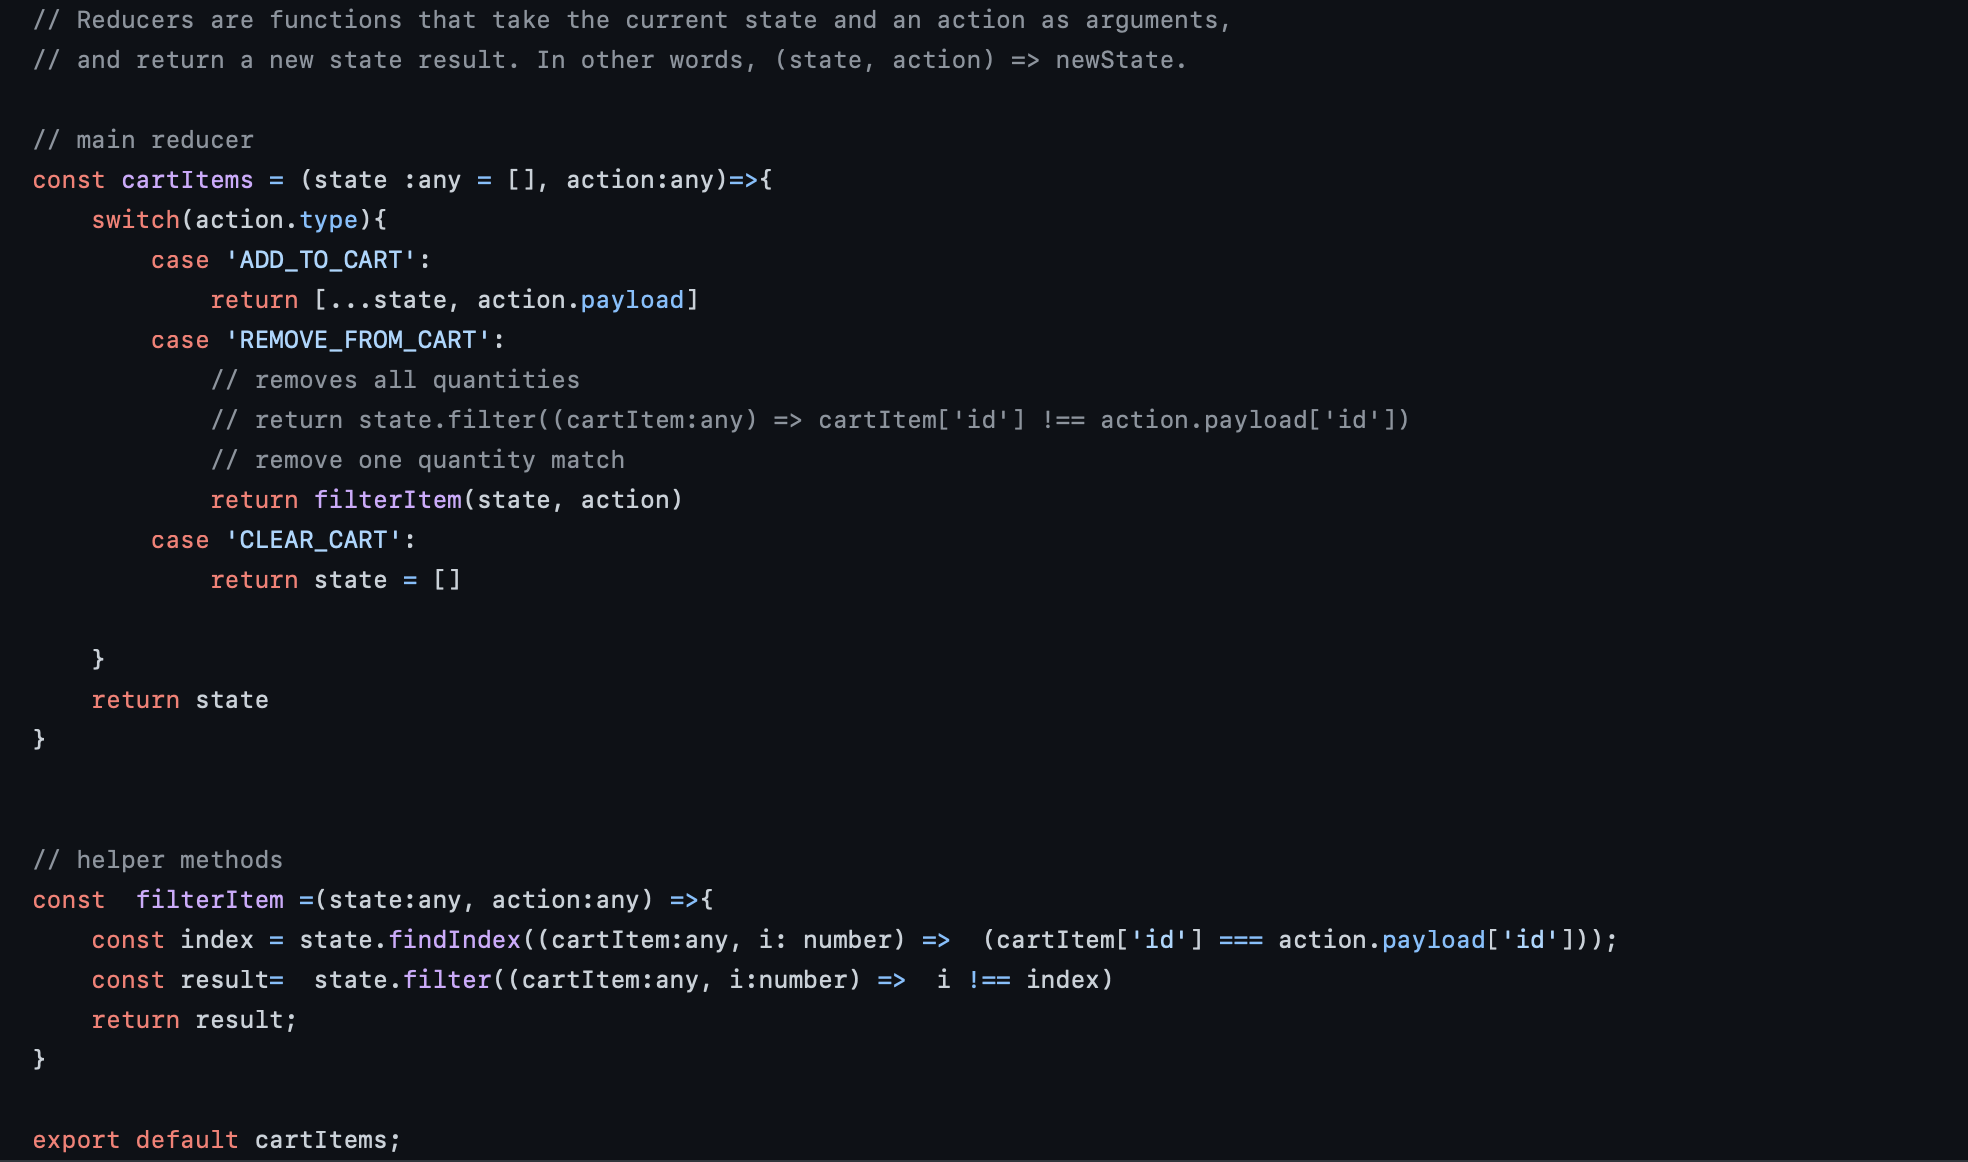 // Reducers are functions that take the current state and an action as arguments,
// and return a new state result. In other words, (state, action) => newState.

// main reducer
const cartItems = (state :any = [], action:any)=>{
    switch(action.type){
        case 'ADD_TO_CART':
            return [...state, action.payload]
        case 'REMOVE_FROM_CART':
            // removes all quantities
            // return state.filter((cartItem:any) => cartItem['id'] !== action.payload['id'])
            // remove one quantity match
            return filterItem(state, action)
        case 'CLEAR_CART':
            return state = []

    }
    return state
}


// helper methods
const  filterItem =(state:any, action:any) =>{
    const index = state.findIndex((cartItem:any, i: number) =>  (cartItem['id'] === action.payload['id']));
    const result=  state.filter((cartItem:any, i:number) =>  i !== index)
    return result;
}

export default cartItems;